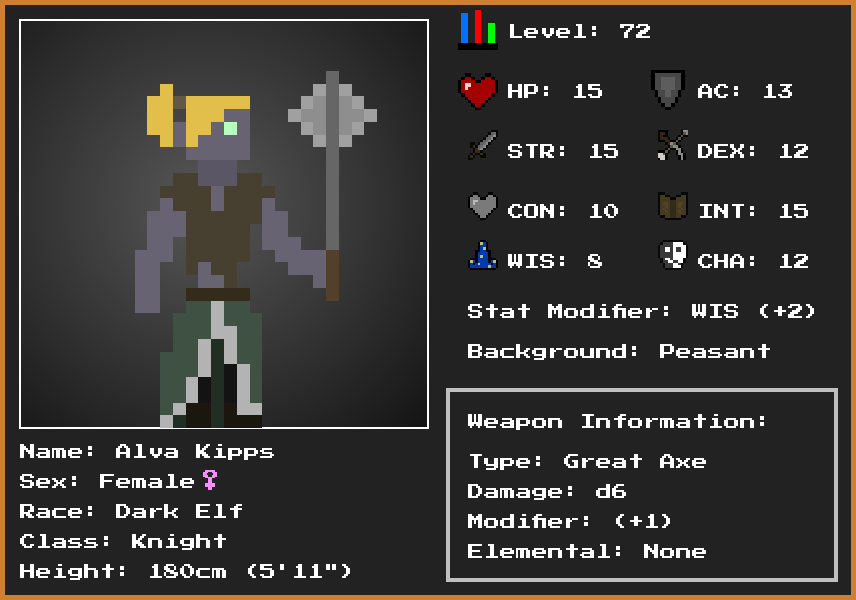 Level: 72
HP: 15 AC: 13
STR: 15 DEX: 12
CON: 10 INT: 15
WIS: 8 CHA: 12
Stat Modifier: WIS (+2)
Background: Peasant
Weapon Information:
Type: Great Axe
Damage: d6
Modifier: (+1)
Elemental: None
Name: Alva Kipps
Sex: Female♀
Race: Dark Elf
Class: Knight
Height: 180cm (5'11")